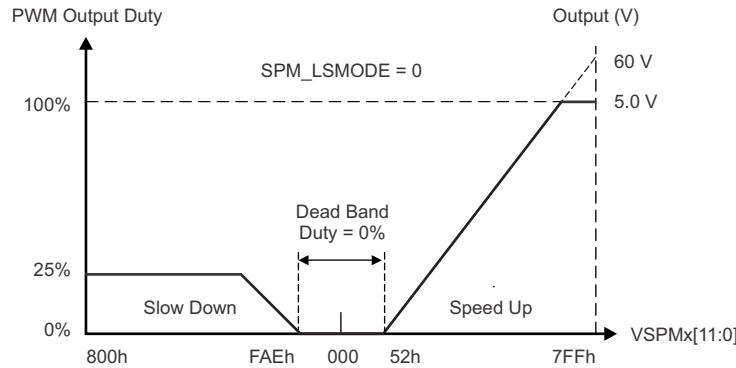 PWM Output Duty
Output (V)
SPM_LSMODE = 0
60 V
100%
5.0 V
Dead Band
Duty = 0%
25%
Slow Down
Speed Up
0%
VSPMx[11:0]
800h
FAEh
000
52h
7FFh